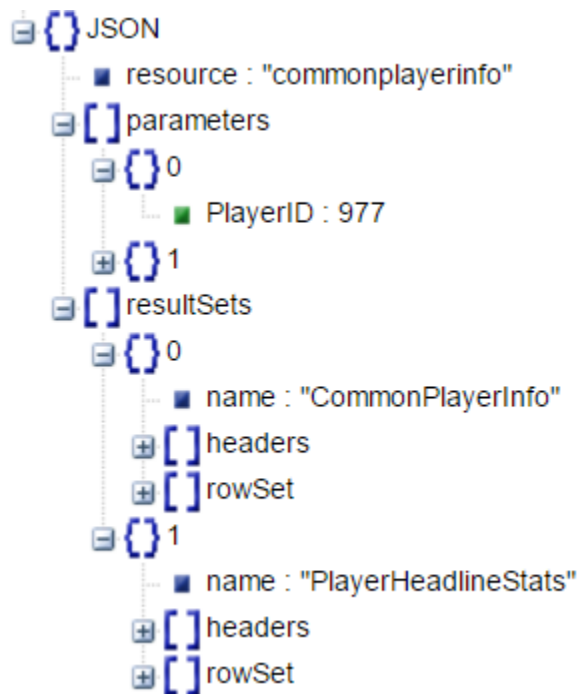 JSON
resource : "commonplayerinfo"
parameters
0
PlayerID : 977
1
resultSets
0
name : "CommonPlayerInfo"
headers
rowSet
1
name : "PlayerHeadlineStats"
headers
rowSet